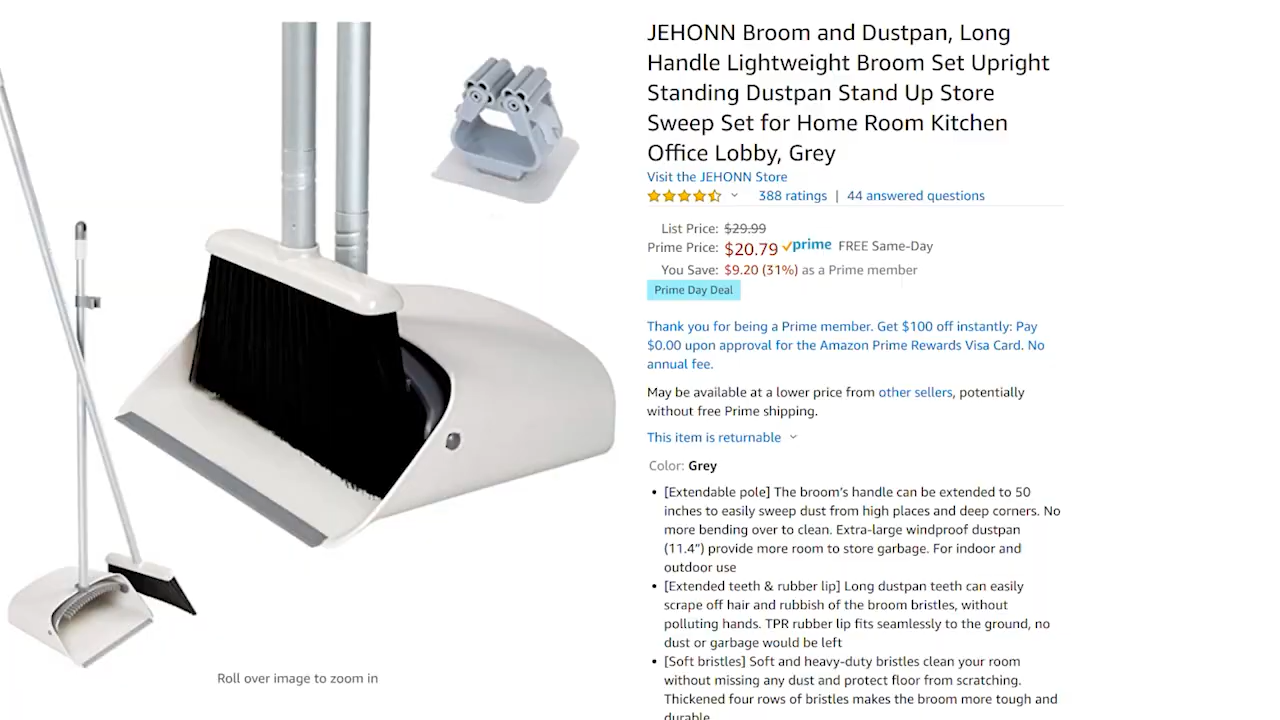 JEHONN Broom and Dustpan, Long
Handle Lightweight Broom Set Upright
Standing Dustpan Stand Up Store
Sweep Set for Home Room Kitchen
Office Lobby, Grey
Visit the JEHONN Store
388 ratings | 44 answered questions
List Price: $29.99
Prime Price: $20.79 prime FREE Same-Day
You Save: $9.20 (31%) as a Prime member
Prime Day Deal
Thank you for being a Prime member. Get $100 off instantly: Pay
$0.00 upon approval for the Amazon Prime Rewards Visa Card. No
annual fee.
May be available at a lower price from other sellers, potentially
without free Prime shipping.
This item is returnable
Color: Grey
• [Extendable pole] The broom’s handle can be extended to 50
inches to easily sweep dust from high places and deep corners. No
more bending over to clean. Extra-large windproof dustpan
(11.4”) provide more room to store garbage. For indoor and
outdoor use
• [Extended teeth & rubber lip] Long dustpan teeth can easily
scrape off hair and rubbish of the broom bristles, without
polluting hands. TPR rubber lip fits seamlessly to the ground, no
dust or garbage would be left
• [Soft bristles] Soft and heavy-duty bristles clean your room
without missing any dust and protect floor from scratching.
Thickened four rows of bristles makes the broom more tough and
durable
Roll over image to zoom in